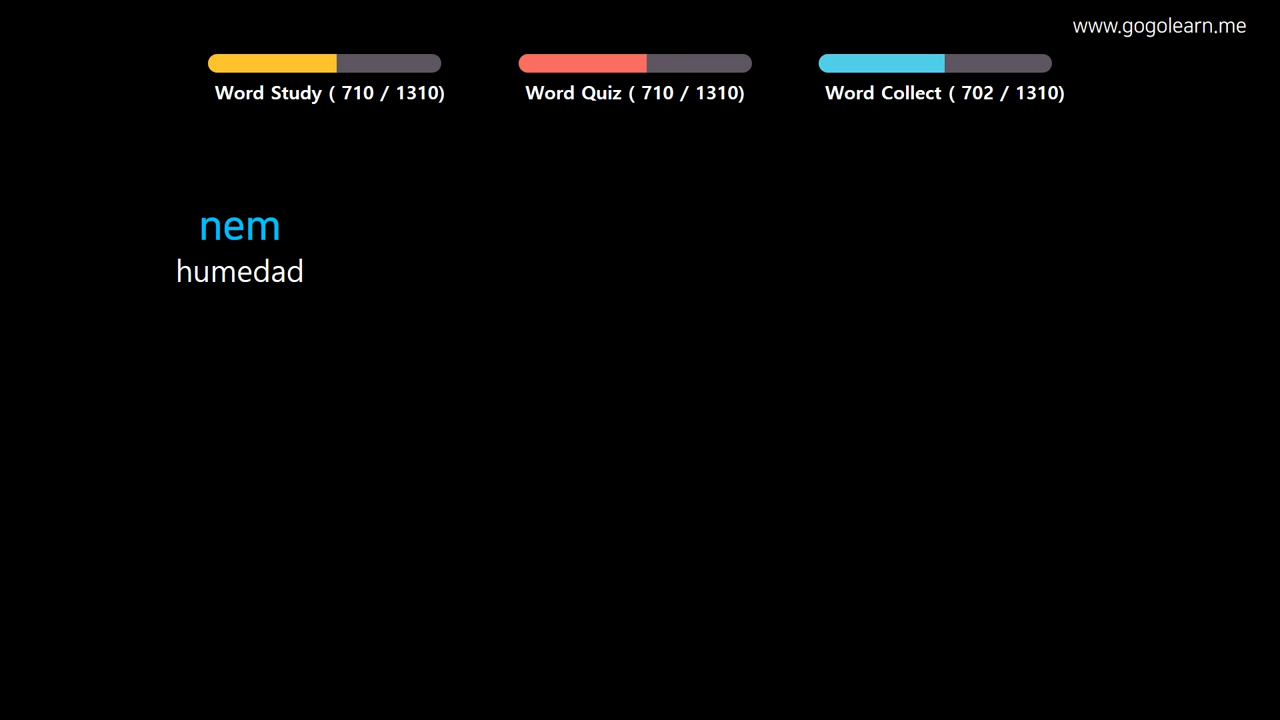 www.gogolearn.me
Word Study ( 710 / 1310)
Word Quiz ( 710 / 1310)
Word Collect ( 702 / 1310)
nem
humedad